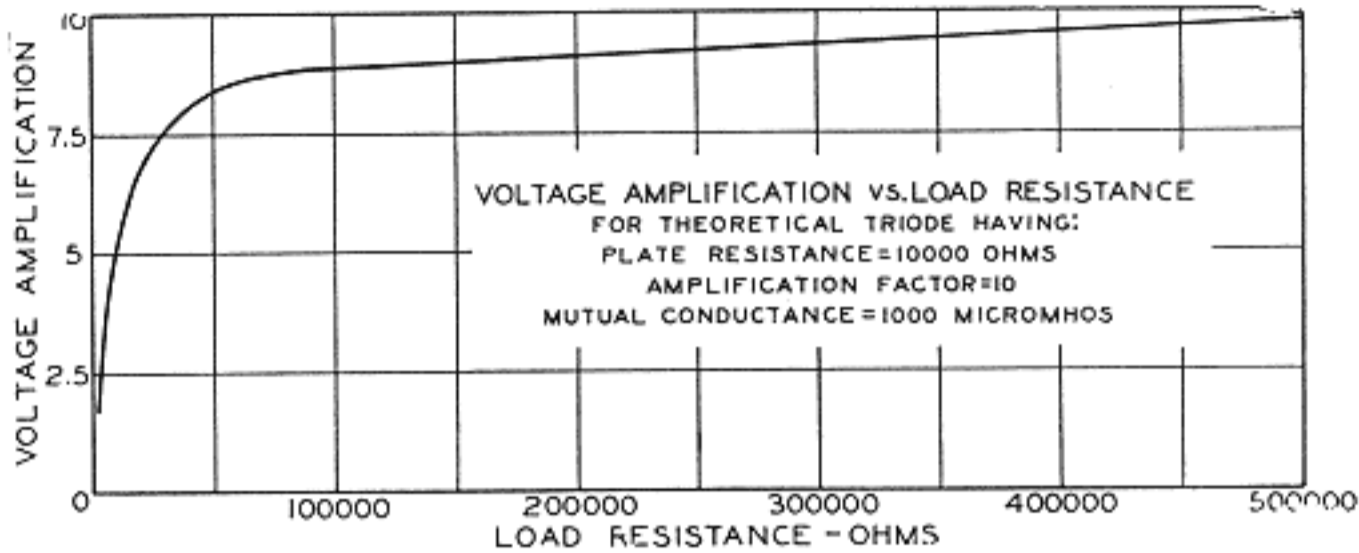 10
7.5
5
2.5
0
VOLTAGE AMPLIFICATION
VOLTAGE AMPLIFICATION VS. LOAD RESISTANCE
FOR THEORETICAL TRIODE HAVING:
PLATE RESISTANCE=10000 OHMS
AMPLIFICATION FACTOR=10
MUTUAL CONDUCTANCE=1000 MICROMHOS
100000 200000 300000 400000 500000
LOAD RESISTANCE - OHMS